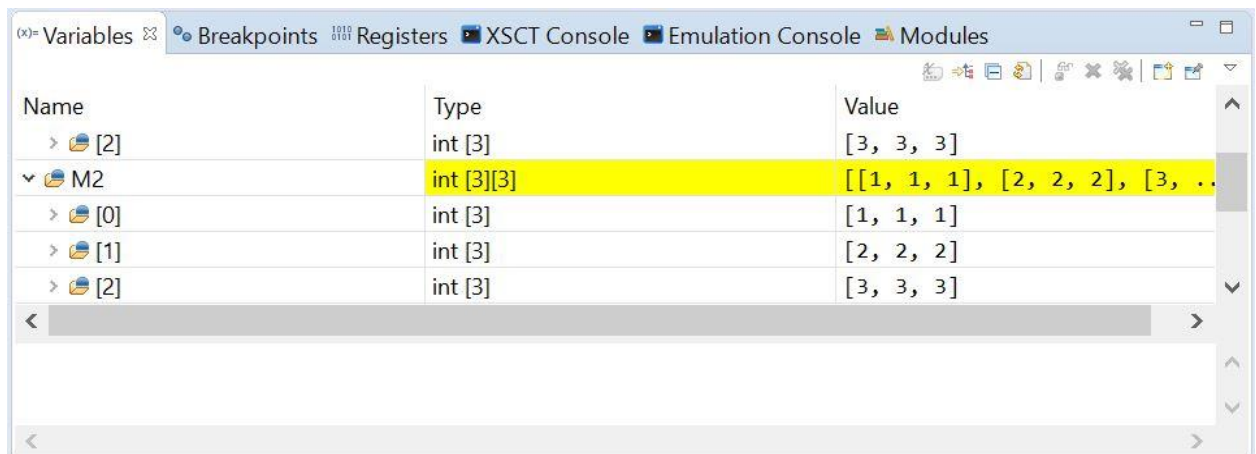 (x)= Variables Breakpoints 1010 0101 Registers XSCT Console Emulation Console Modules
Name Type Value
[2] int [3] [3, 3, 3]
M2 int [3][3] [[1, 1, 1], [2, 2, 2], [3, ..
[0] int [3] [1, 1, 1]
[1] int [3] [2, 2, 2]
[2] int [3] [3, 3, 3]